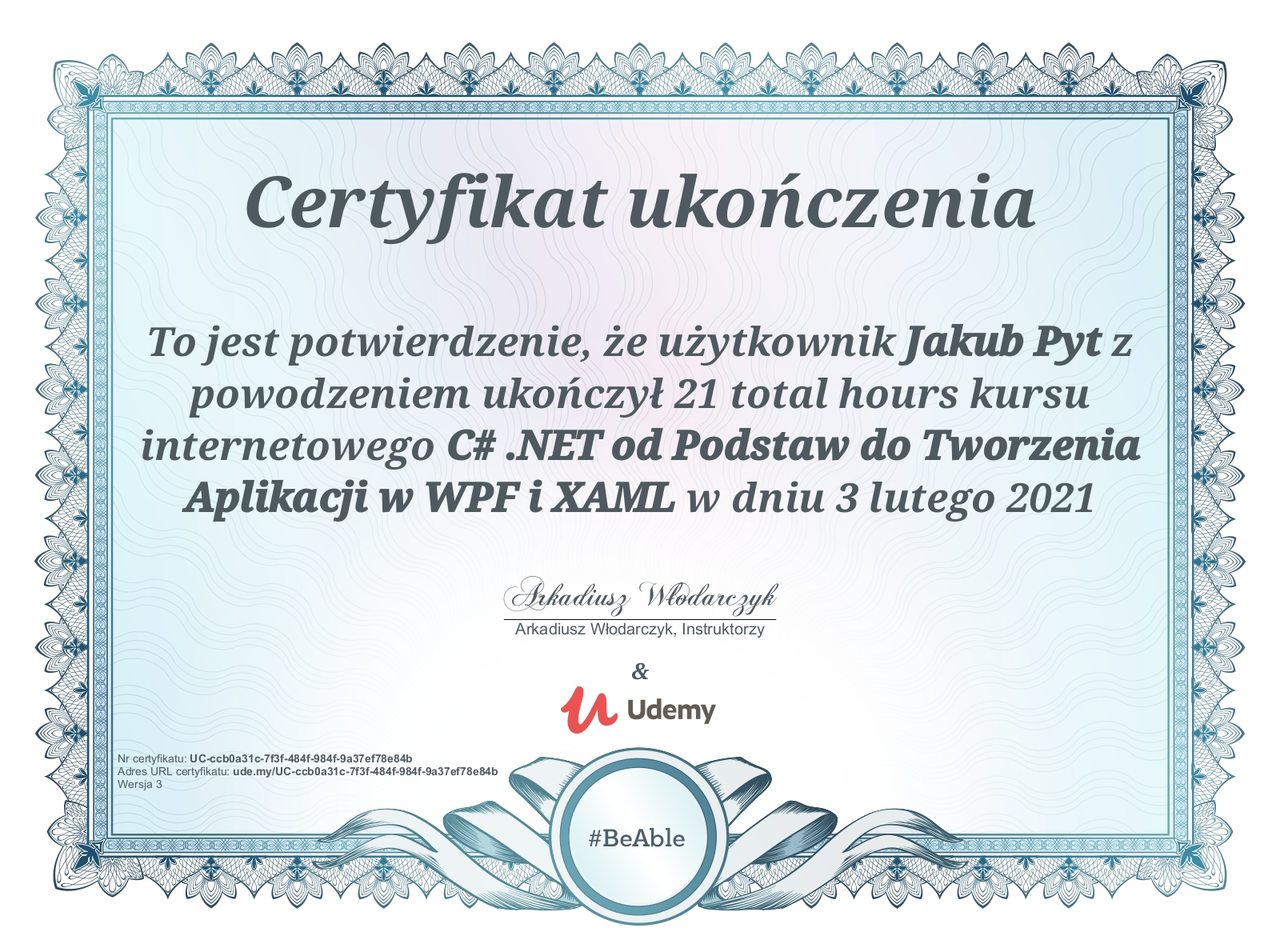 Certyfikat ukończenia
To jest potwierdzenie, że użytkownik Jakub Pyt z
powodzeniem ukończył 21 total hours kursu
internetowego C# .NET od Podstaw do Tworzenia
Aplikacji w WPF i XAML w dniu 3 lutego 2021
Arkadiusz Włodarczyk
Arkadiusz Włodarczyk, Instruktorzy
&
Udemy
Nr certyfikatu: UC-ccb0a31c-7f3f-484f-984f-9a37ef78e84b
Adres URL certyfikatu: ude.my/UC-ccb0a31c-7f3f-484f-984f-9a37ef78e84b
Wersja 3
#BeAble